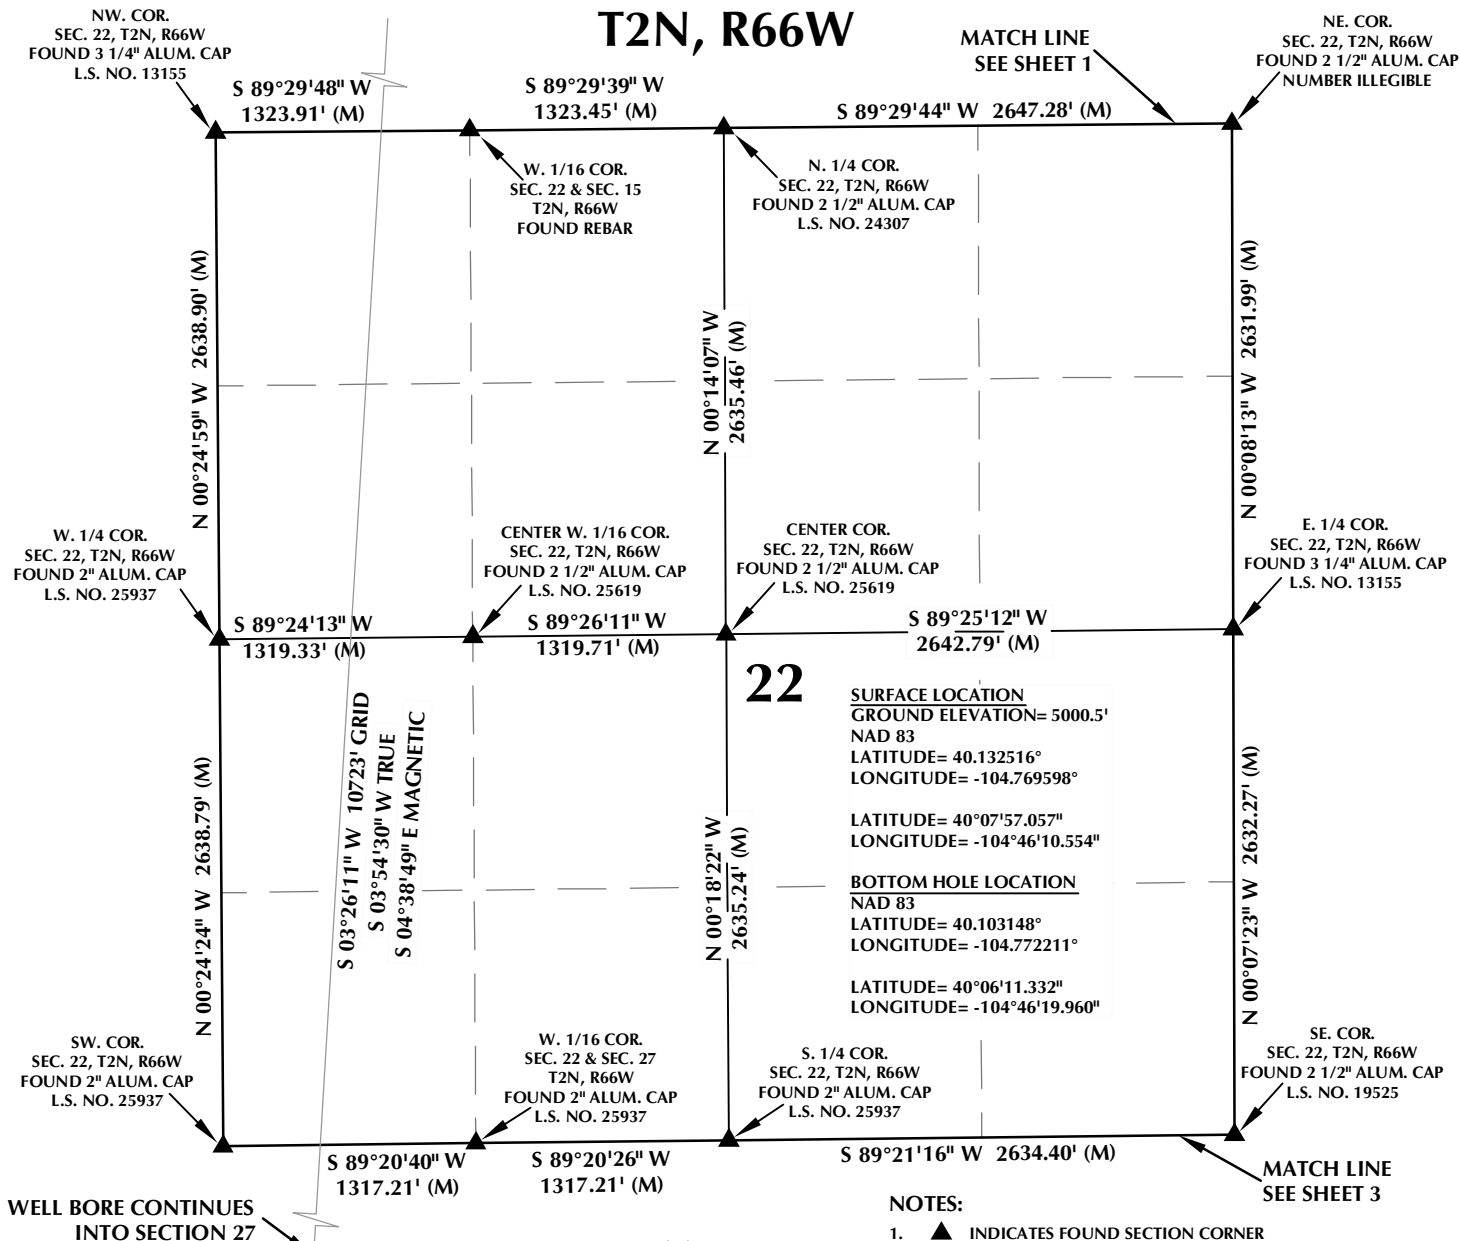 T2N, R66W
NW. COR.
SEC. 22, T2N, R66W
FOUND 3 1/4" ALUM. CAP
L.S. NO. 13155
MATCH LINE
SEE SHEET 1
NE. COR.
SEC. 22, T2N, R66W
FOUND 2 1/2" ALUM. CAP
NUMBER ILLEGIBLE
S 89°29'48" W
1323.91' (M)
S 89°29'39" W
1323.45' (M)
S 89°29'44" W 2647.28' (M)
W. 1/16 COR.
SEC. 22 & SEC. 15
T2N, R66W
FOUND REBAR
N. 1/4 COR.
SEC. 22, T2N, R66W
FOUND 2 1/2" ALUM. CAP
L.S. NO. 24307
N 00°24'59" W 2638.90' (M)
N 00°14'07" W
2635.46' (M)
N 00°08'13" W 2631.99' (M)
W. 1/4 COR.
SEC. 22, T2N, R66W
FOUND 2" ALUM. CAP
L.S. NO. 25937
CENTER W. 1/16 COR.
SEC. 22, T2N, R66W
FOUND 2 1/2" ALUM. CAP
L.S. NO. 25619
CENTER COR.
SEC. 22, T2N, R66W
FOUND 2 1/2" ALUM. CAP
L.S. NO. 25619
E. 1/4 COR.
SEC. 22, T2N, R66W
FOUND 3 1/4" ALUM. CAP
L.S. NO. 13155
S 89°24'13" W
1319.33' (M)
S 89°26'11" W
1319.71' (M)
S 89°25'12" W
2642.79' (M)
22
SURFACE LOCATION
GROUND ELEVATION= 5000.5'
NAD 83
LATITUDE= 40.132516°
LONGITUDE= -104.769598°
LATITUDE= 40°07'57.057"
LONGITUDE= -104°46'10.554"
BOTTOM HOLE LOCATION
NAD 83
LATITUDE= 40.103148°
LONGITUDE= -104.772211°
LATITUDE= 40°06'11.332"
LONGITUDE= -104°46'19.960"
N 00°24'24" W 2638.79' (M)
S 03°26'11" W 10723' GRID
S 03°54'30" W TRUE
S 04°38'49" E MAGNETIC
N 00°18'22" W
2635.24' (M)
N 00°07'23" W 2632.27' (M)
SW. COR.
SEC. 22, T2N, R66W
FOUND 2" ALUM. CAP
L.S. NO. 25937
W. 1/16 COR.
SEC. 22 & SEC. 27
T2N, R66W
FOUND 2" ALUM. CAP
L.S. NO. 25937
S. 1/4 COR.
SEC. 22, T2N, R66W
FOUND 2" ALUM. CAP
L.S. NO. 25937
SE. COR.
SEC. 22, T2N, R66W
FOUND 2 1/2" ALUM. CAP
L.S. NO. 19525
S 89°20'40" W
1317.21' (M)
S 89°20'26" W
1317.21' (M)
S 89°21'16" W 2634.40' (M)
MATCH LINE
SEE SHEET 3
WELL BORE CONTINUES
INTO SECTION 27
NOTES:
1. ▲ INDICATES FOUND SECTION CORNER